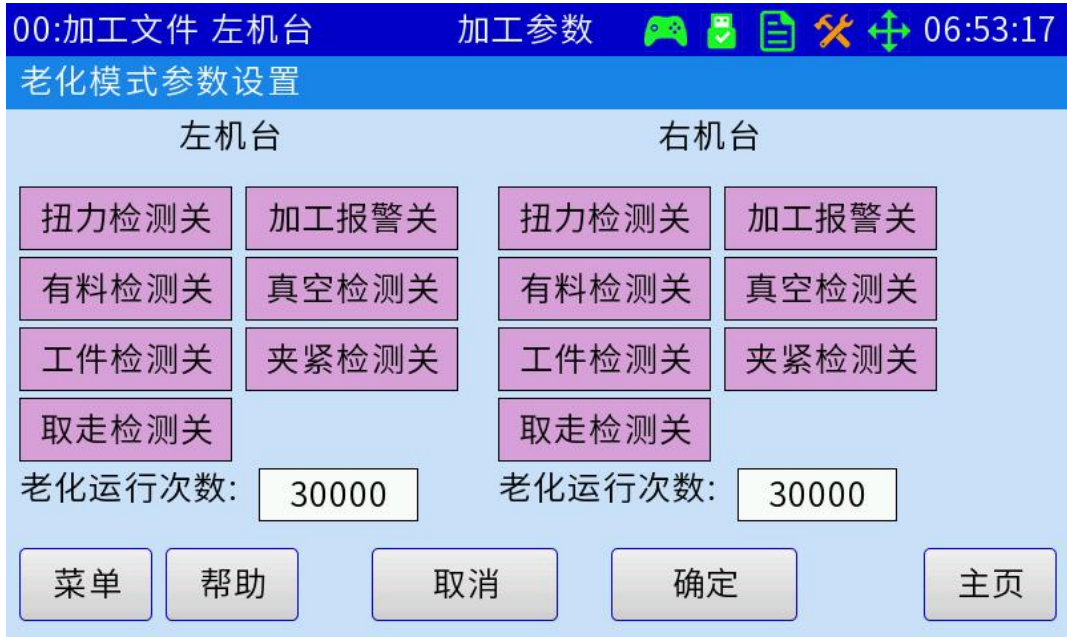 00:加工文件 左机台 加工参数 06:53:17
老化模式参数设置
左机台 右机台
扭力检测关 加工报警关 扭力检测关 加工报警关
有料检测关 真空检测关 有料检测关 真空检测关
工件检测关 夹紧检测关 工件检测关 夹紧检测关
取走检测关 取走检测关
老化运行次数: 30000 老化运行次数: 30000
菜单 帮助 取消 确定 主页